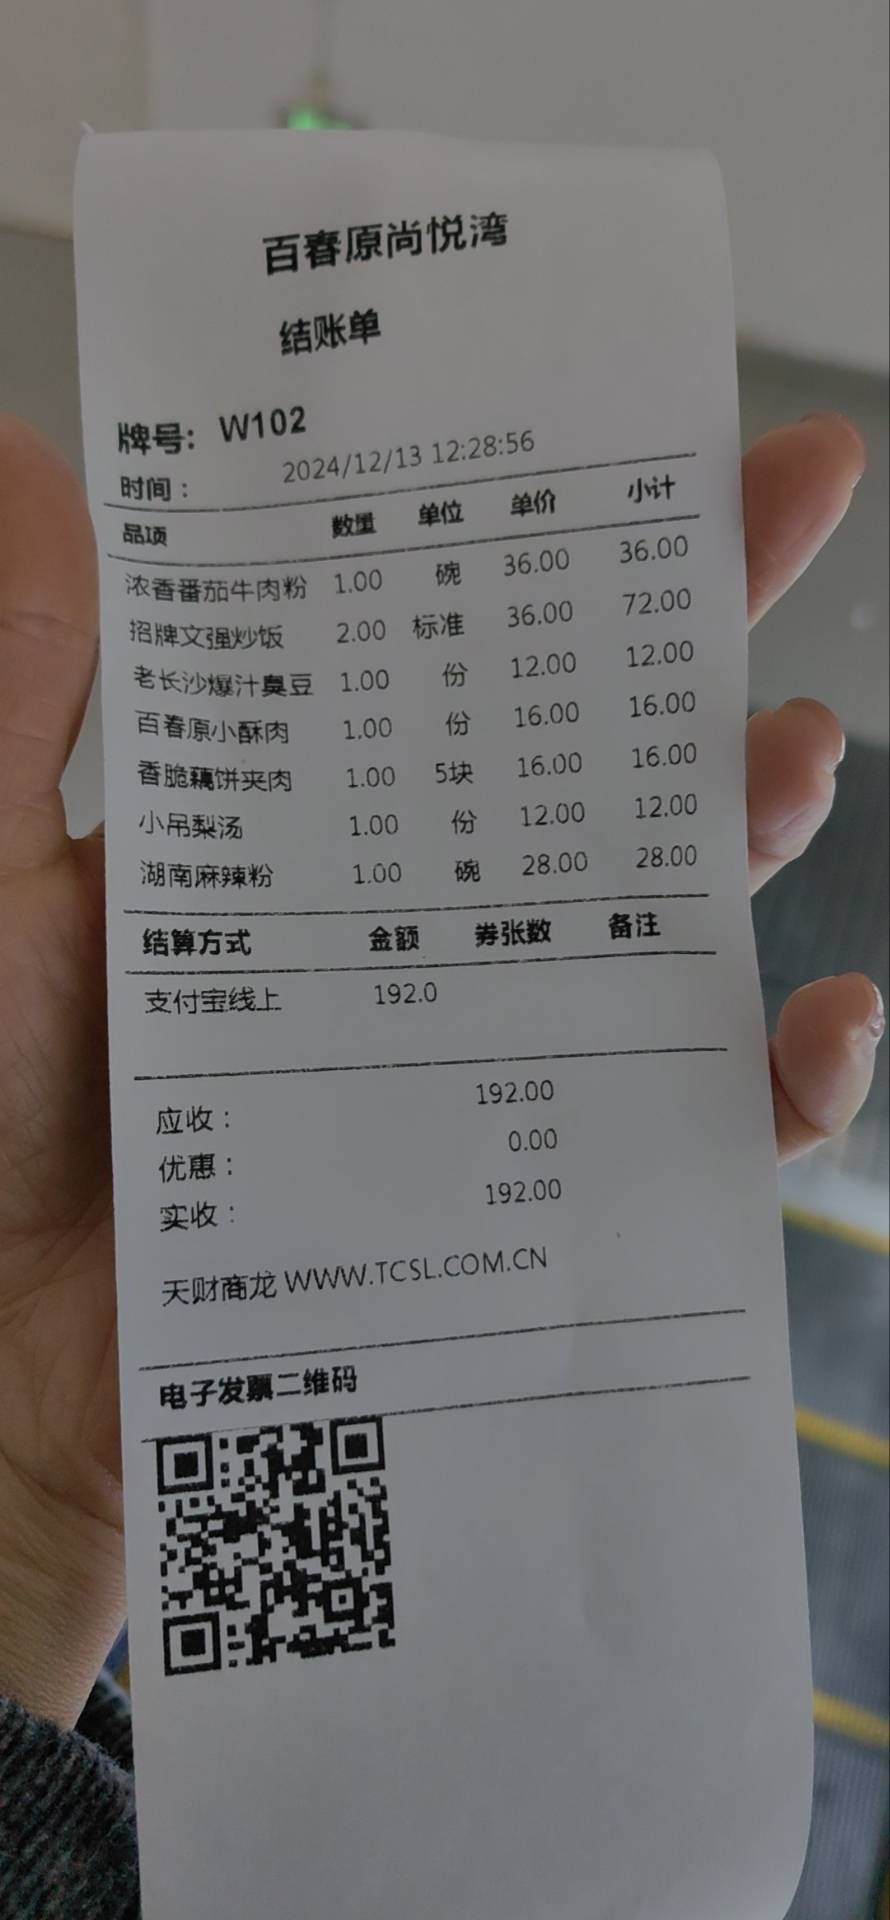 百春原尚悦湾
结账单
牌号: W102
时间: 2024/12/13 12:28:56
品项 数量 单位 单价 小计
浓香番茄牛肉粉 1.00 碗 36.00 36.00
招牌文强炒饭 2.00 标准 36.00 72.00
老长沙爆汁臭豆 1.00 份 12.00 12.00
百春原小酥肉 1.00 份 16.00 16.00
香脆藕饼夹肉 1.00 5块 16.00 16.00
小吊梨汤 1.00 份 12.00 12.00
湖南麻辣粉 1.00 碗 28.00 28.00
结算方式 金额 券张数 备注
支付宝线上 192.0
应收: 192.00
优惠: 0.00
实收: 192.00
天财商龙 WWW.TCSL.COM.CN
电子发票二维码